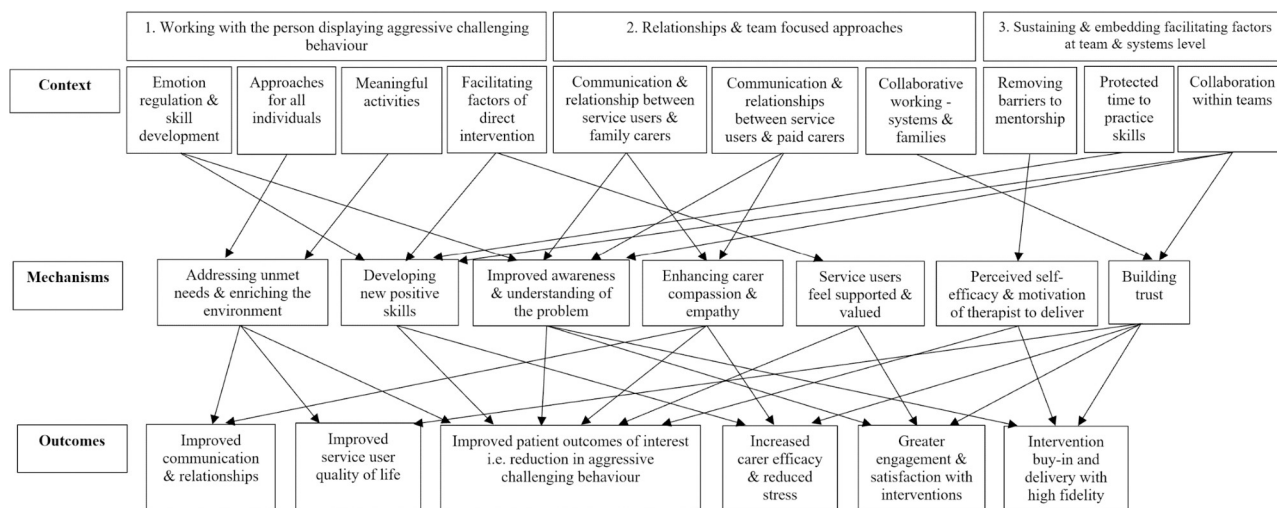 1. Working with the person displaying aggressive challenging
behaviour
2. Relationships & team focused approaches
3. Sustaining & embedding facilitating factors
at team & systems level
Context
Emotion
regulation &
skill
development
Approaches
for all
individuals
Meaningful
activities
Facilitating
factors of
direct
intervention
Communication &
relationship between
service users &
family carers
Communication &
relationships
between service
users & paid carers
Collaborative
working -
systems &
families
Removing
barriers to
mentorship
Protected
time to
practice
skills
Collaboration
within teams
Mechanisms
Addressing unmet
needs & enriching the
environment
Developing
new positive
skills
Improved awareness
& understanding of
the problem
Enhancing carer
compassion &
empathy
Service users
feel supported &
valued
Perceived self-
efficacy & motivation
of therapist to deliver
Building
trust
Outcomes
Improved
communication
& relationships
Improved
service user
quality of life
Improved patient outcomes of interest
i.e. reduction in aggressive
challenging behaviour
Increased
carer efficacy
& reduced
stress
Greater
engagement &
satisfaction with
interventions
Intervention
buy-in and
delivery with
high fidelity